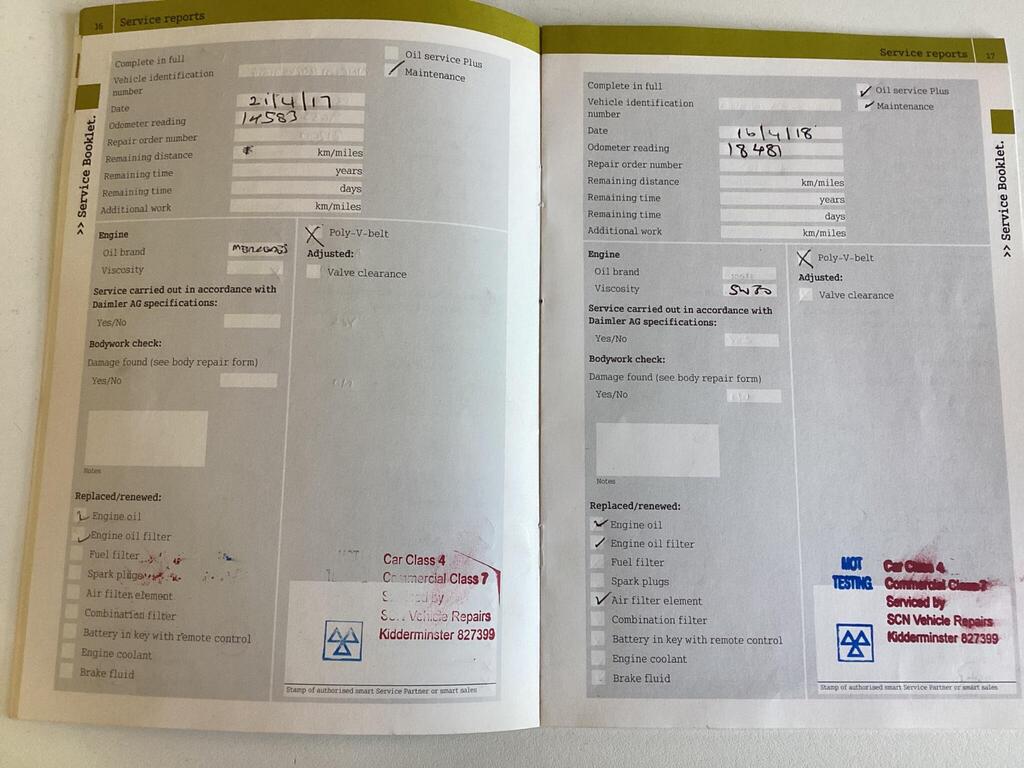 16 Service reports
>> Service Booklet.
Complete in full
Vehicle identification
number
Date 21/4/17
Odometer reading 14583
Repair order number
Remaining distance km/miles
Remaining time years
Remaining time days
Additional work km/miles
Oil service Plus
Maintenance
Engine
Oil brand
Viscosity
Service carried out in accordance with
Daimler AG specifications:
Yes/No
Bodywork check:
Damage found (see body repair form)
Yes/No
Notes
Poly-V-belt
Adjusted:
Valve clearance
Replaced/renewed:
Engine oil
Engine oil filter
Fuel filter
Spark plugs
Air filter element
Combination filter
Battery in key with remote control
Engine coolant
Brake fluid
Car Class 4
Commercial Class 7
Serviced by
SCN Vehicle Repairs
Kidderminster 827399
Stamp of authorised smart Service Partner or smart sales
Service reports 17
>> Service Booklet.
Complete in full
Vehicle identification
number
Date 16/4/18
Odometer reading 18481
Repair order number
Remaining distance km/miles
Remaining time years
Remaining time days
Additional work km/miles
Oil service Plus
Maintenance
Engine
Oil brand
Viscosity 5W30
Service carried out in accordance with
Daimler AG specifications:
Yes/No
Bodywork check:
Damage found (see body repair form)
Yes/No
Notes
Poly-V-belt
Adjusted:
Valve clearance
Replaced/renewed:
Engine oil
Engine oil filter
Fuel filter
Spark plugs
Air filter element
Combination filter
Battery in key with remote control
Engine coolant
Brake fluid
MOT
TESTING
Car Class 4
Commercial Class 7
Serviced by
SCN Vehicle Repairs
Kidderminster 827399
Stamp of authorised smart Service Partner or smart sales